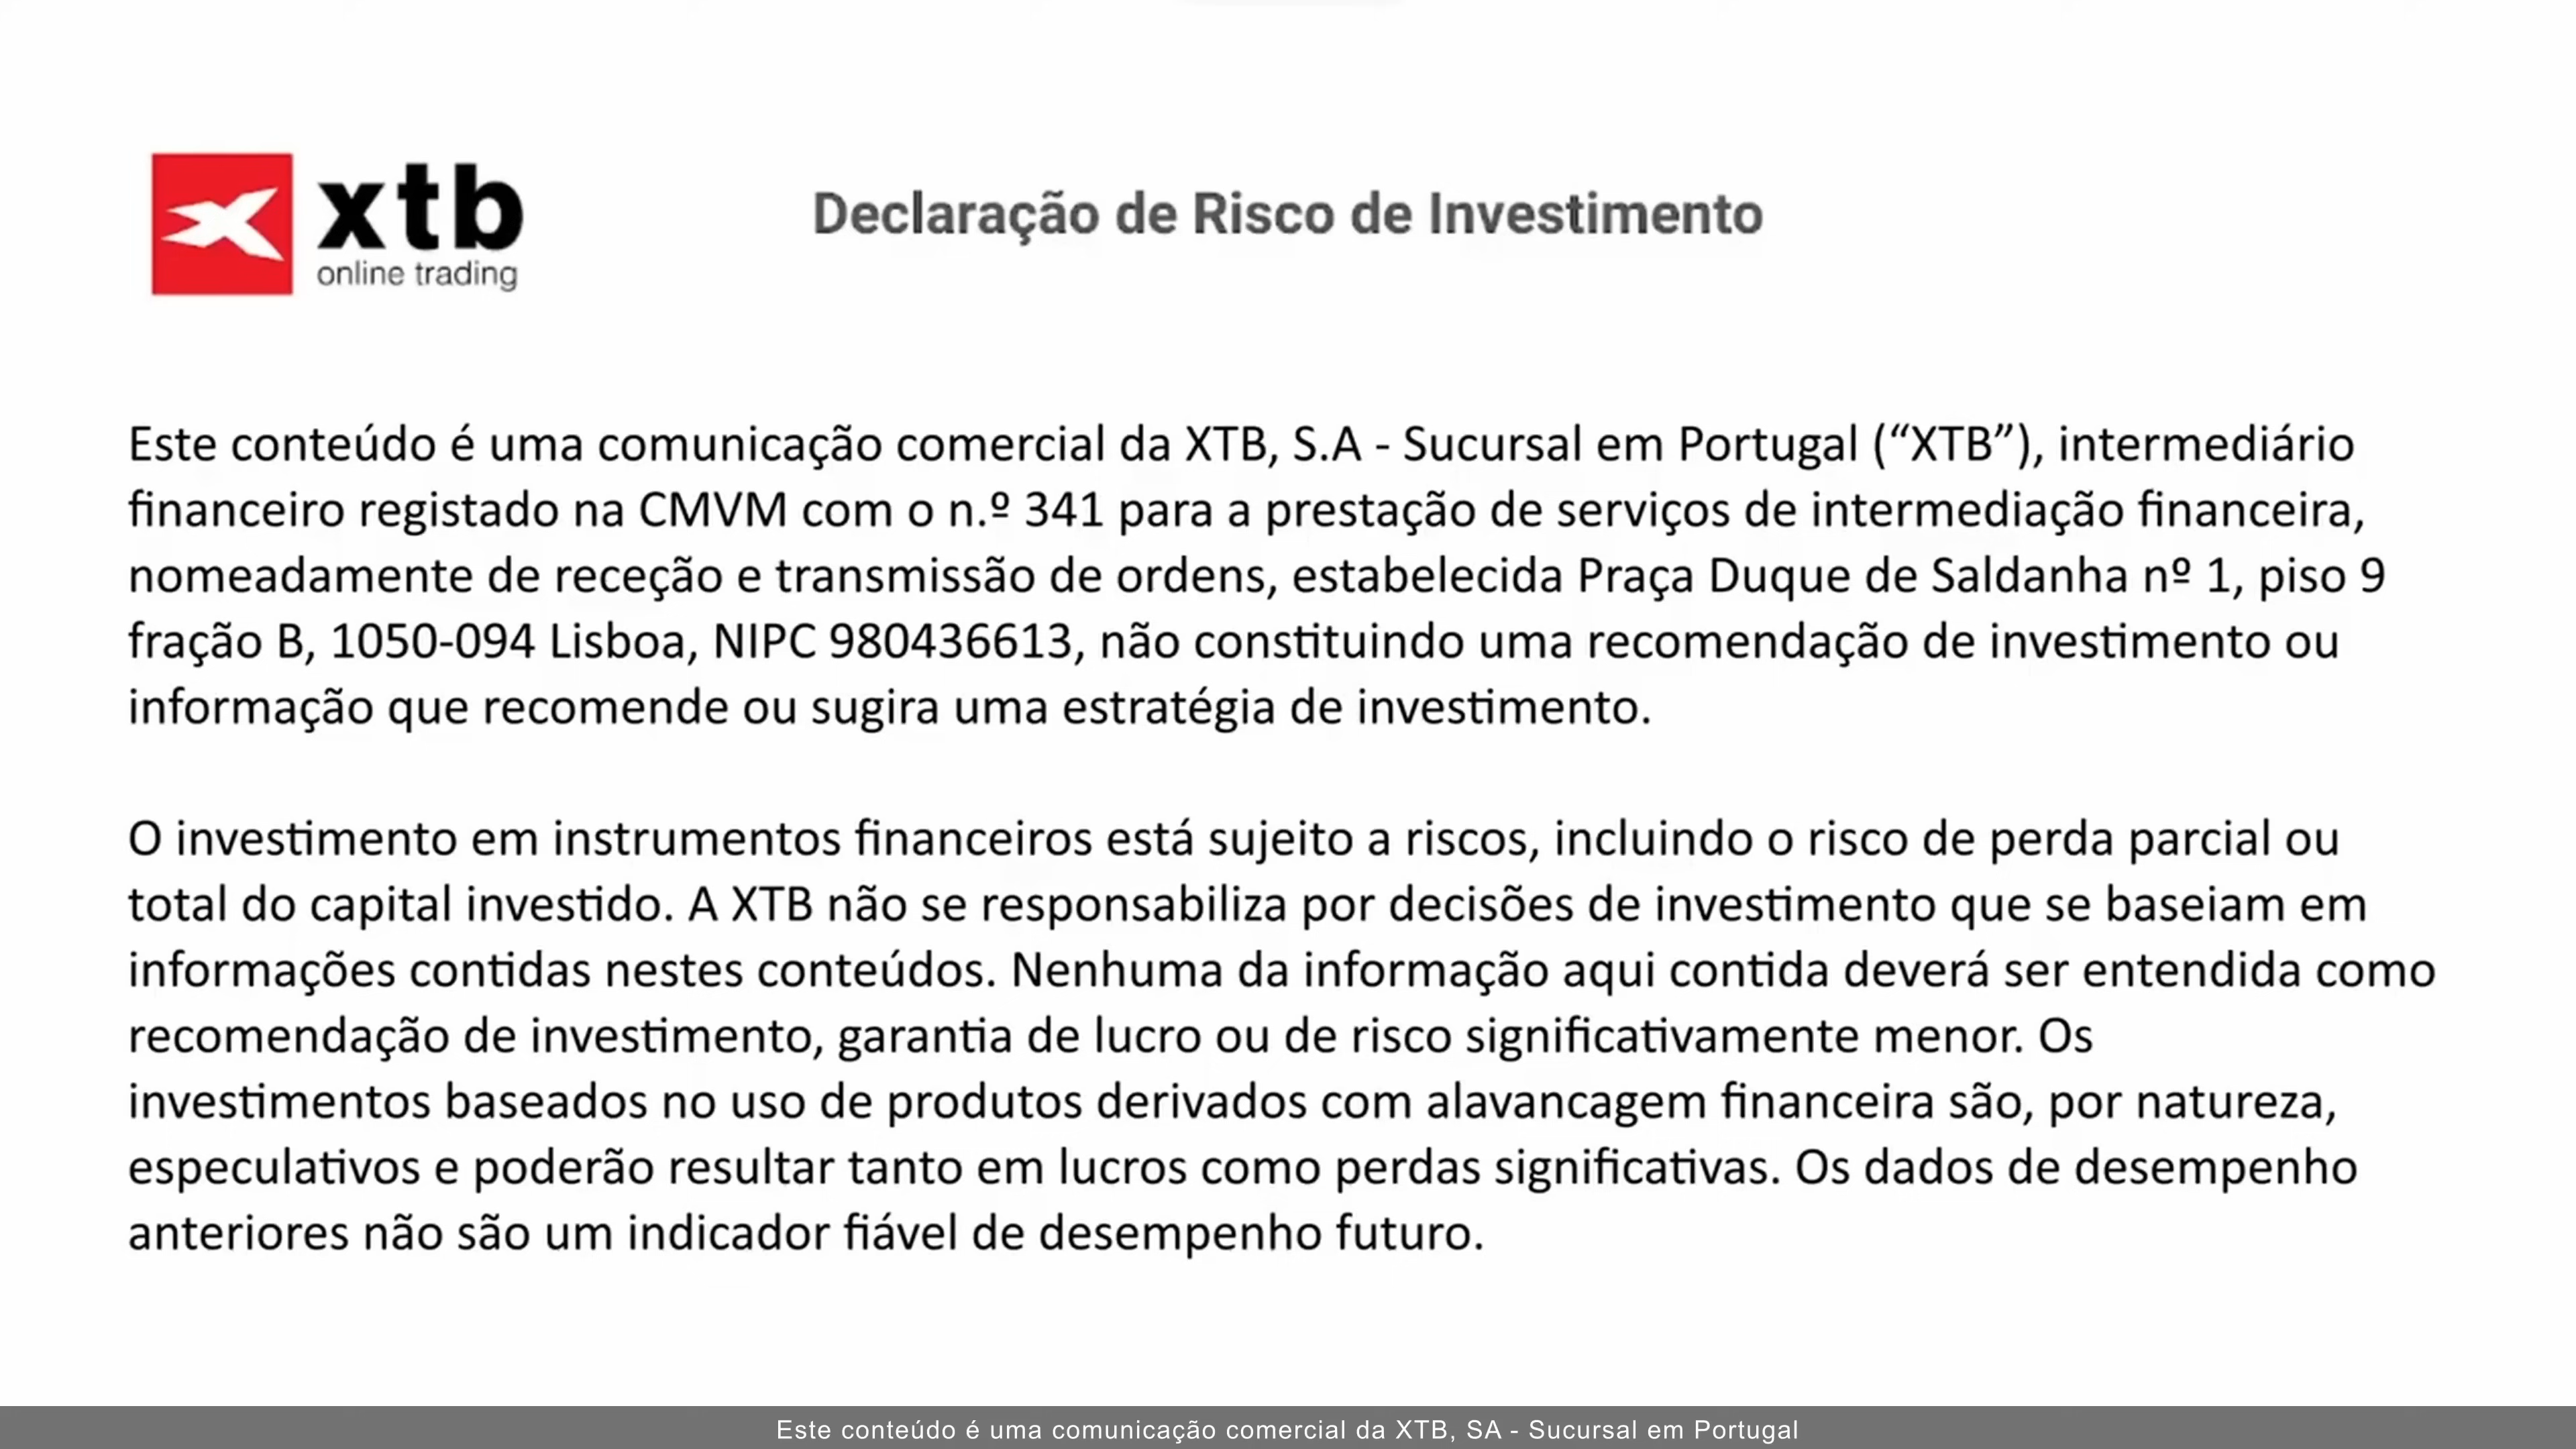 xtb
online trading
Declaração de Risco de Investimento
Este conteúdo é uma comunicação comercial da XTB, S.A - Sucursal em Portugal (“XTB”), intermediário
financeiro registado na CMVM com o n.º 341 para a prestação de serviços de intermediação financeira,
nomeadamente de receção e transmissão de ordens, estabelecida Praça Duque de Saldanha nº 1, piso 9
fração B, 1050-094 Lisboa, NIPC 980436613, não constituindo uma recomendação de investimento ou
informação que recomende ou sugira uma estratégia de investimento.
O investimento em instrumentos financeiros está sujeito a riscos, incluindo o risco de perda parcial ou
total do capital investido. A XTB não se responsabiliza por decisões de investimento que se baseiam em
informações contidas nestes conteúdos. Nenhuma da informação aqui contida deverá ser entendida como
recomendação de investimento, garantia de lucro ou de risco significativamente menor. Os
investimentos baseados no uso de produtos derivados com alavancagem financeira são, por natureza,
especulativos e poderão resultar tanto em lucros como perdas significativas. Os dados de desempenho
anteriores não são um indicador fiável de desempenho futuro.
Este conteúdo é uma comunicação comercial da XTB, SA - Sucursal em Portugal